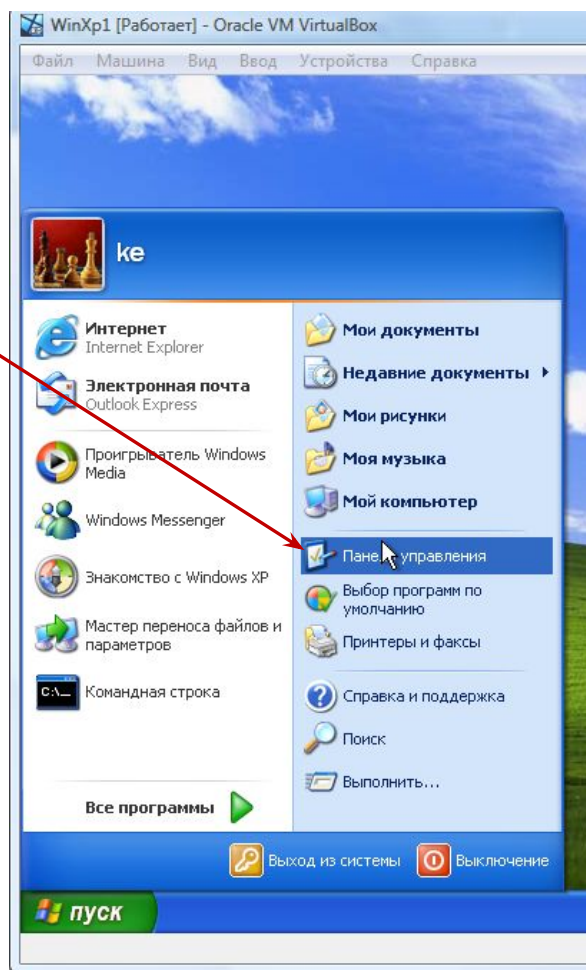 WinXp1 [Работает] - Oracle VM VirtualBox
Файл Машина Вид Ввод Устройства Справка
ke
Интернет
Internet Explorer
Электронная почта
Outlook Express
Проигрыватель Windows
Media
Windows Messenger
Знакомство с Windows XP
Мастер переноса файлов и
параметров
C:\_
Командная строка
Все программы
Мои документы
Недавние документы
Мои рисунки
Моя музыка
Мой компьютер
Панель управления
Выбор программ по
умолчанию
Принтеры и факсы
Справка и поддержка
Поиск
Выполнить...
Выход из системы Выключение
пуск